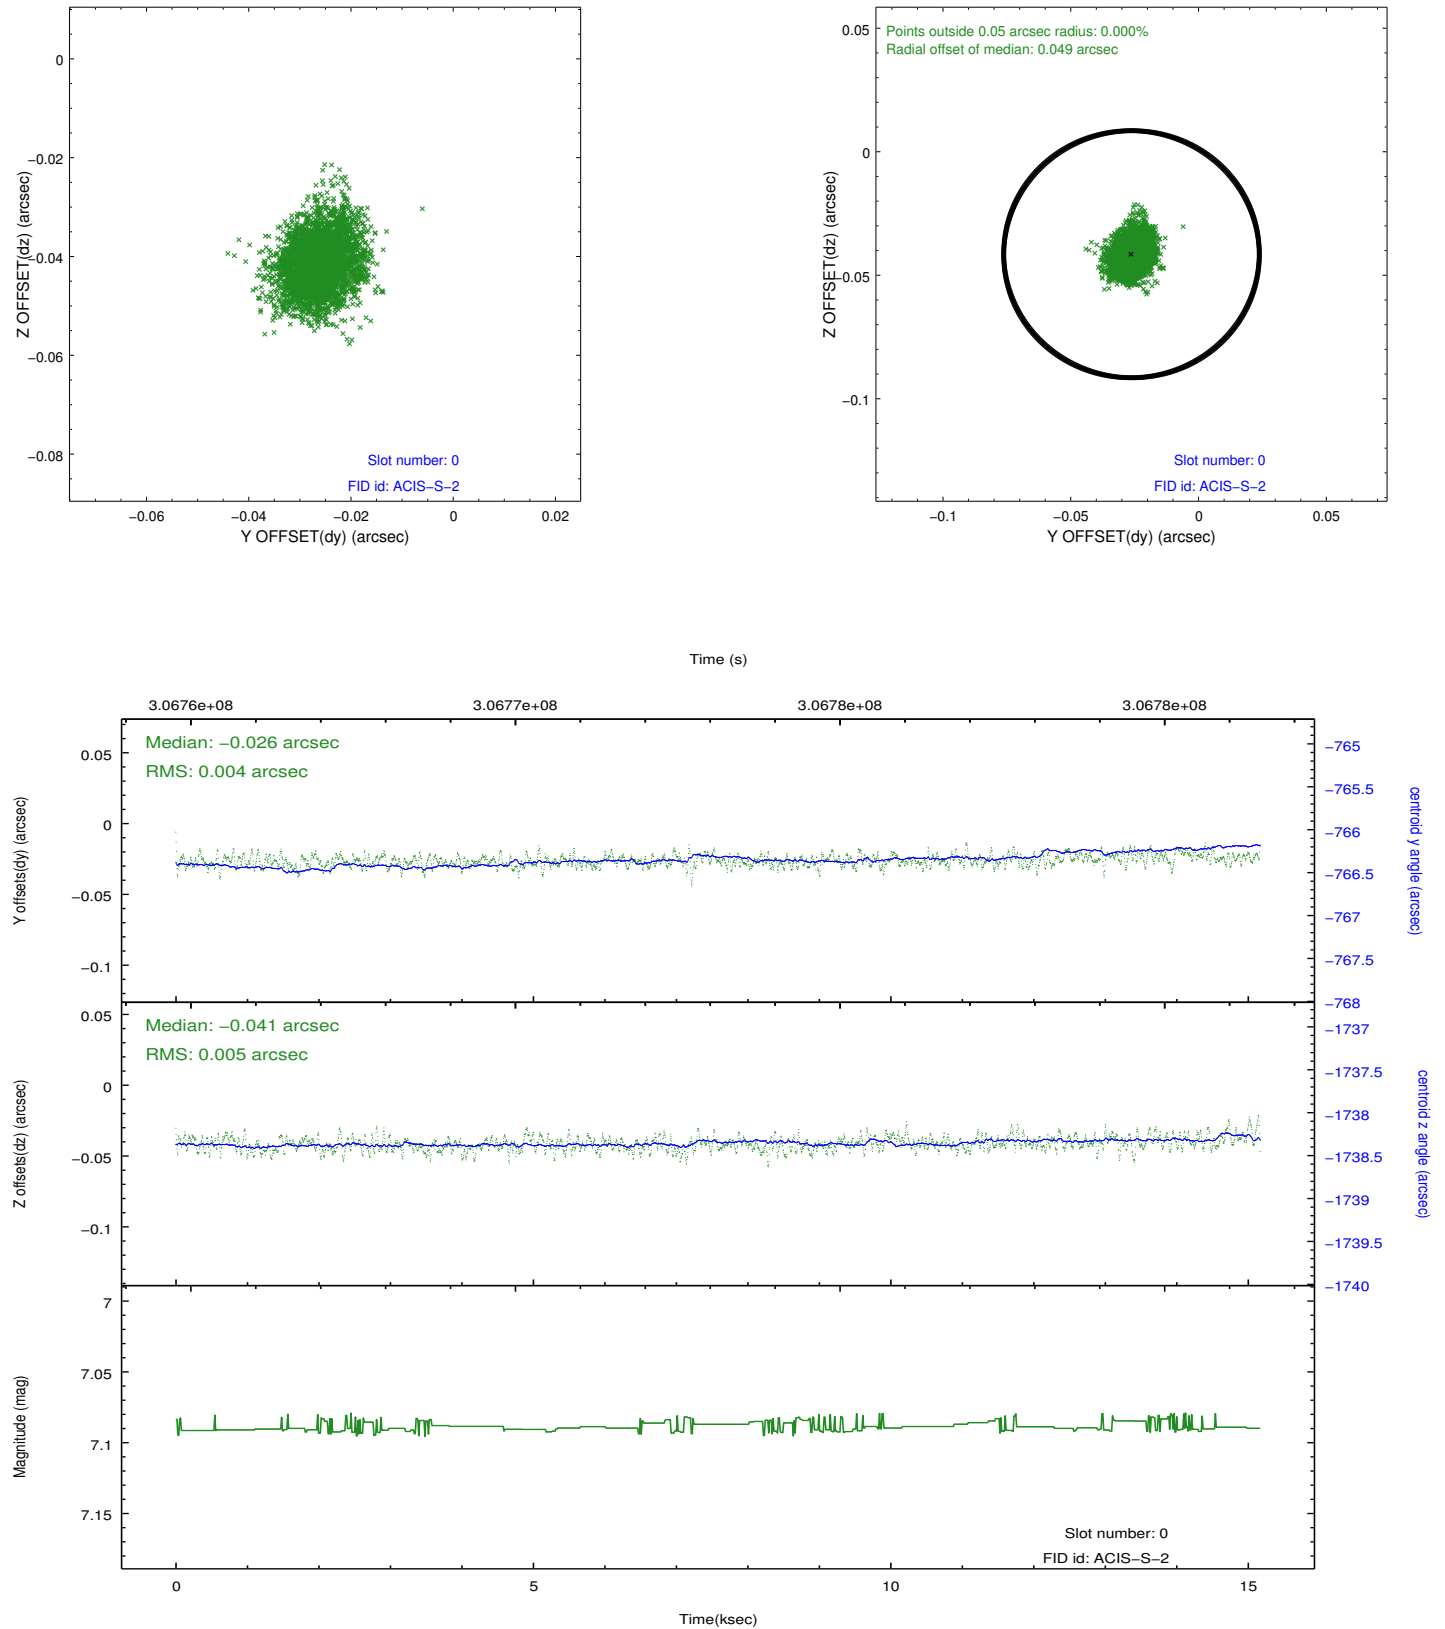 0
−0.02
−0.04
−0.06
−0.08
Z OFFSET(dz) (arcsec)
Slot number: 0
FID id: ACIS−S−2
−0.06
−0.04
−0.02
0
0.02
Y OFFSET(dy) (arcsec)
Points outside 0.05 arcsec radius: 0.000%
Radial offset of median: 0.049 arcsec
0.05
0
−0.05
−0.1
Z OFFSET(dz) (arcsec)
Slot number: 0
FID id: ACIS−S−2
−0.1
−0.05
0
0.05
Y OFFSET(dy) (arcsec)
Time (s)
3.0676e+08
3.0677e+08
3.0678e+08
3.0678e+08
Median: −0.026 arcsec
RMS: 0.004 arcsec
0.05
0
−0.05
−0.1
Y offsets(dy) (arcsec)
−765
−765.5
−766
−766.5
−767
−767.5
−768
centroid y angle (arcsec)
Median: −0.041 arcsec
RMS: 0.005 arcsec
0.05
0
−0.05
−0.1
Z offsets(dz) (arcsec)
−1737
−1737.5
−1738
−1738.5
−1739
−1739.5
−1740
centroid z angle (arcsec)
7
7.05
7.1
7.15
Magnitude (mag)
Slot number: 0
FID id: ACIS−S−2
0
5
10
15
Time(ksec)